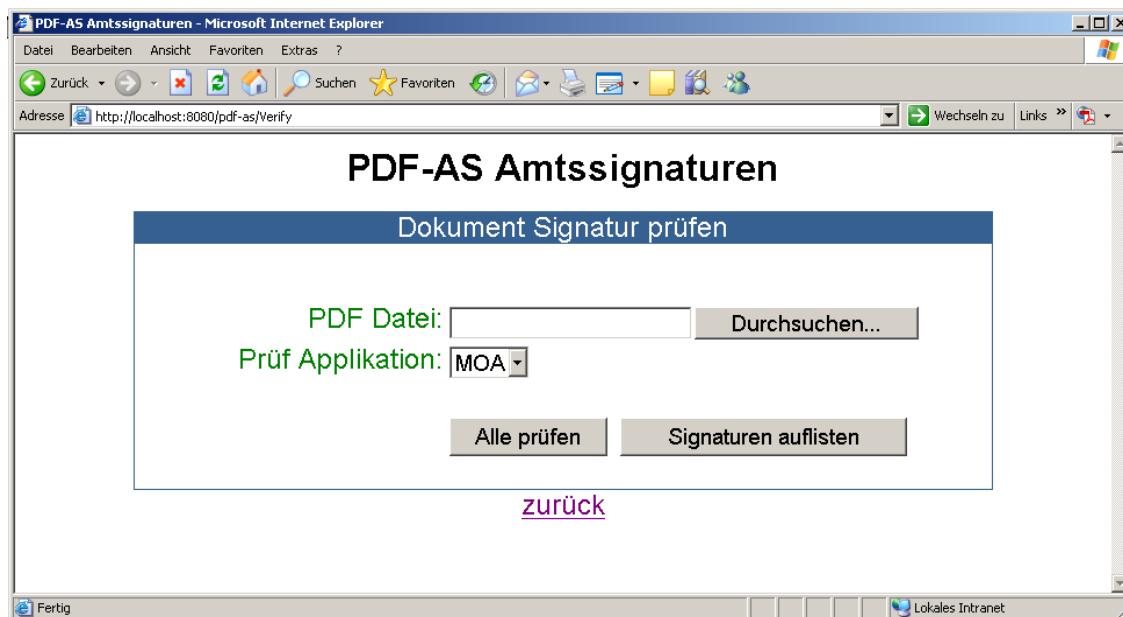 PDF-AS Amtssignaturen - Microsoft Internet Explorer
Datei Bearbeiten Ansicht Favoriten Extras ?
Zurück Suchen Favoriten
Adresse http://localhost:8080/pdf-as/Verify Wechseln zu Links »
PDF-AS Amtssignaturen
Dokument Signatur prüfen
PDF Datei: Durchsuchen...
Prüf Applikation: MOA
Alle prüfen Signaturen auflisten
zurück
Fertig Lokales Intranet